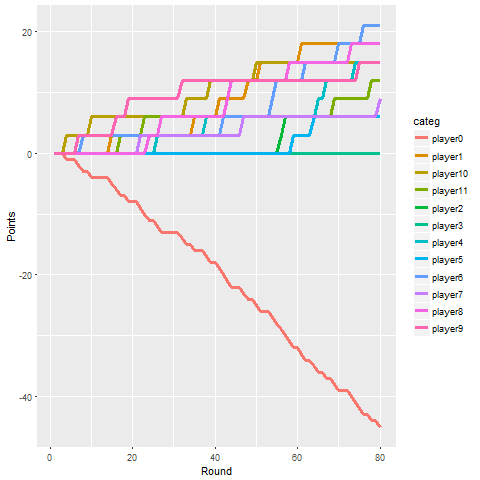 20
0
-20
-40
Points
0
20
40
60
80
Round
categ
player0
player1
player10
player11
player2
player3
player4
player5
player6
player7
player8
player9